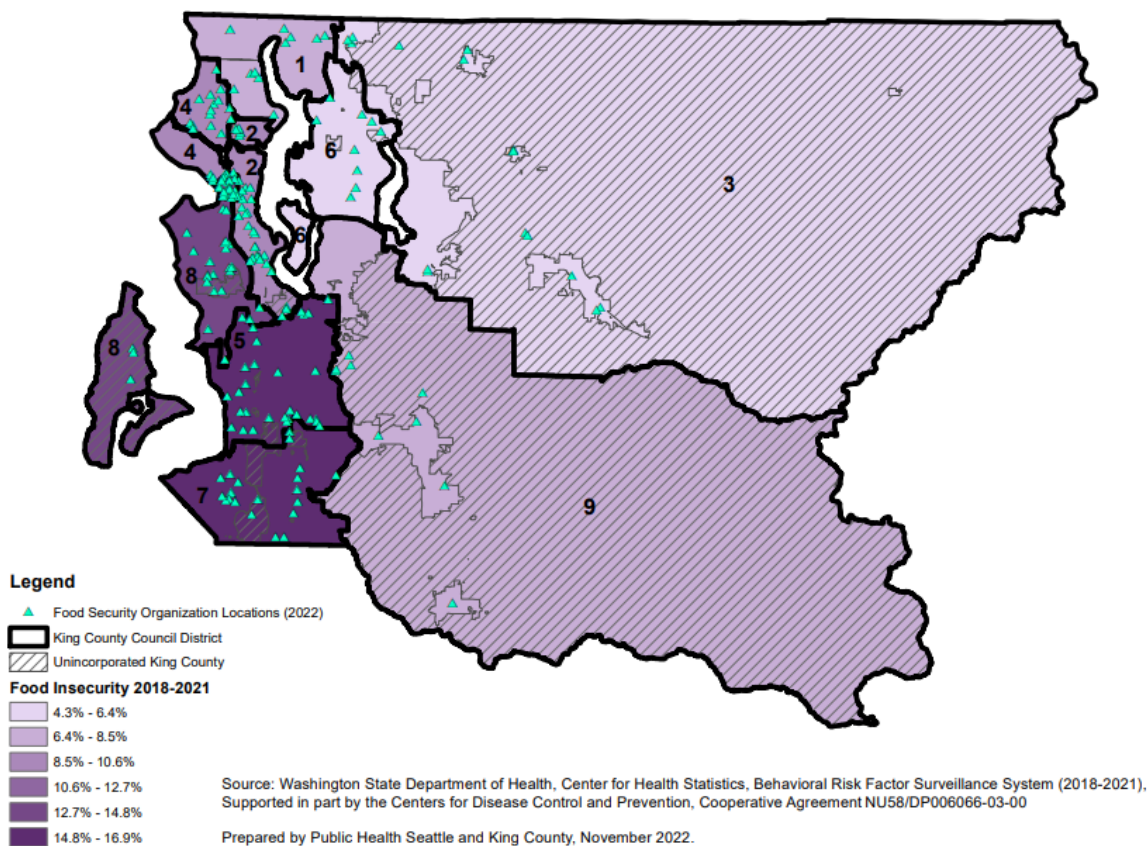 1
4
2
4
2
6
3
6
8
5
8
9
7
Legend
Food Security Organization Locations (2022)
King County Council District
Unincorporated King County
Food Insecurity 2018-2021
4.3% - 6.4%
6.4% - 8.5%
8.5% - 10.6%
10.6% - 12.7%
12.7% - 14.8%
14.8% - 16.9%
Source: Washington State Department of Health, Center for Health Statistics, Behavioral Risk Factor Surveillance System (2018-2021),
Supported in part by the Centers for Disease Control and Prevention, Cooperative Agreement NU58/DP006066-03-00
Prepared by Public Health Seattle and King County, November 2022.